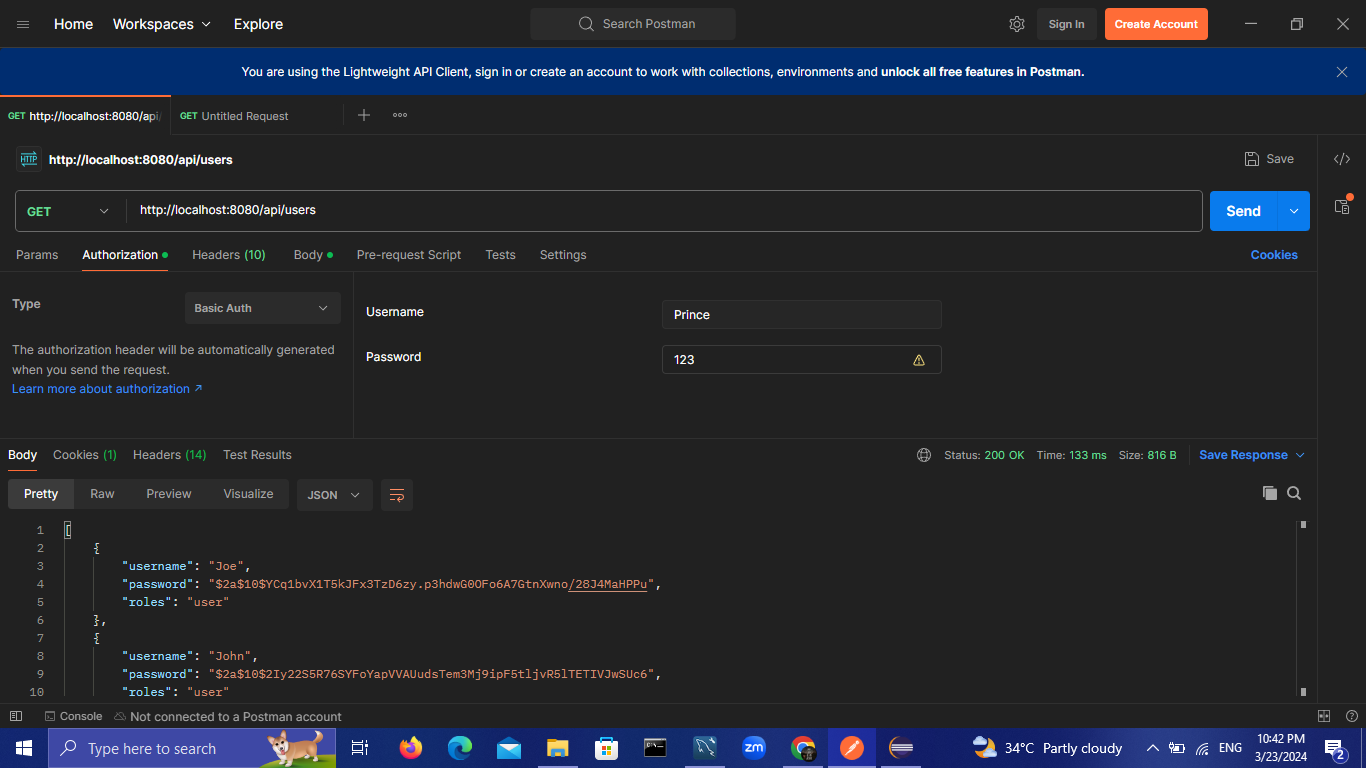 Home Workspaces Explore Search Postman Sign In Create Account
You are using the Lightweight API Client, sign in or create an account to work with collections, environments and unlock all free features in Postman.
GET http://localhost:8080/api/ GET Untitled Request
HTTP http://localhost:8080/api/users Save
GET http://localhost:8080/api/users Send
Params Authorization Headers (10) Body Pre-request Script Tests Settings Cookies
Type Basic Auth
Username Prince
The authorization header will be automatically generated
when you send the request.
Learn more about authorization
Password 123
Body Cookies (1) Headers (14) Test Results Status: 200 OK Time: 133 ms Size: 816 B Save Response
Pretty Raw Preview Visualize JSON
1 [
2 {
3 "username": "Joe",
4 "password": "$2a$10$YCq1bvX1T5kJFx3TzD6zy.p3hdwG0OFo6A7GtnXwno/28J4MaHPPu",
5 "roles": "user"
6 },
7 {
8 "username": "John",
9 "password": "$2a$10$2Iy22S5R76SYFoYapVVAUudsTem3Mj9ipF5tljvR5lTETIVJwSUc6",
10 "roles": "user"
Console Not connected to a Postman account
Type here to search zm 34°C Partly cloudy ENG 10:42 PM
3/23/2024 2